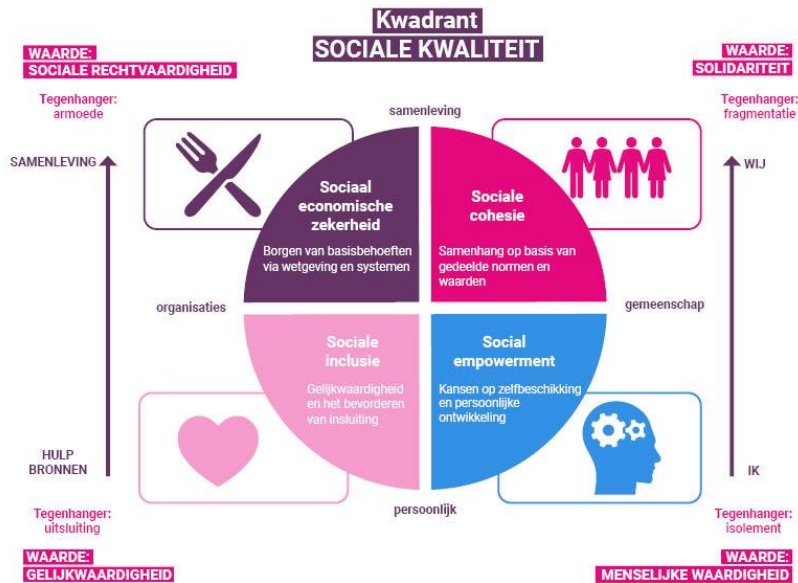 Kwadrant
SOCIALE KWALITEIT
WAARDE:
SOCIALE RECHTVAARDIGHEID
Tegenhanger:
armoede
WAARDE:
SOLIDARITEIT
Tegenhanger:
fragmentatie
samenleving
SAMENLEVING
WIJ
Sociaal
economische
zekerheid
Borgen van basisbehoeften
via wetgeving en systemen
Sociale
cohesie
Samenhang op basis van
gedeelde normen en
waarden
organisaties
gemeenschap
Sociale
inclusie
Gelijkwaardigheid
en het bevorderen
van insluiting
Social
empowerment
Kansen op zelfbeschikking
en persoonlijke
ontwikkeling
HULP
BRONNEN
IK
persoonlijk
Tegenhanger:
uitsluiting
WAARDE:
GELIJKWAARDIGHEID
Tegenhanger:
isolement
WAARDE:
MENSELIJKE WAARDIGHEID